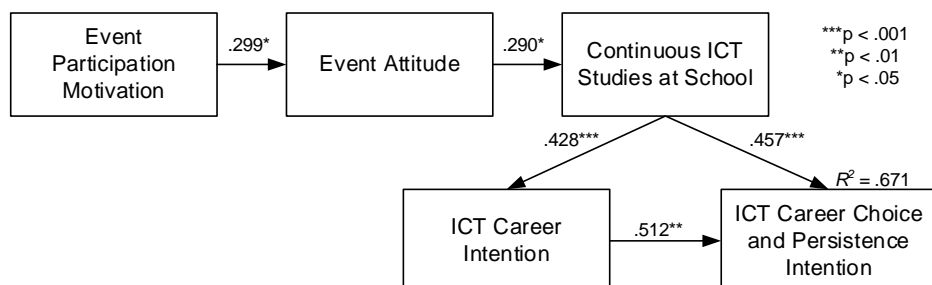 Event
Participation
Motivation
.299*
Event Attitude
.290*
Continuous ICT
Studies at School
***p < .001
**p < .01
*p < .05
.428***
.457***
R² = .671
ICT Career
Intention
.512**
ICT Career Choice
and Persistence
Intention